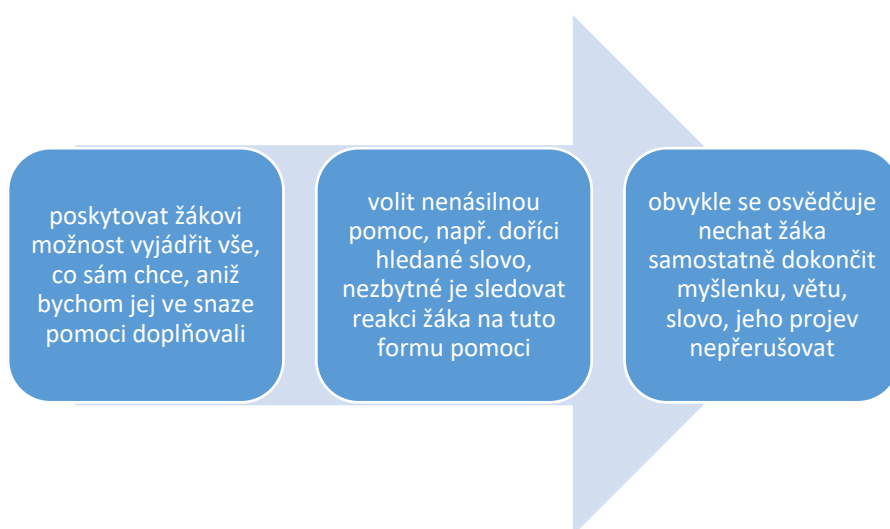 poskytovat žákovi
možnost vyjádřit vše,
co sám chce, aniž
bychom jej ve snaze
pomoci doplňovali
volit nenásilnou
pomoc, např. doříci
hledané slovo,
nezbytné je sledovat
reakci žáka na tuto
formu pomoci
obvykle se osvědčuje
nechat žáka
samostatně dokončit
myšlenku, větu,
slovo, jeho projev
nepřerušovat